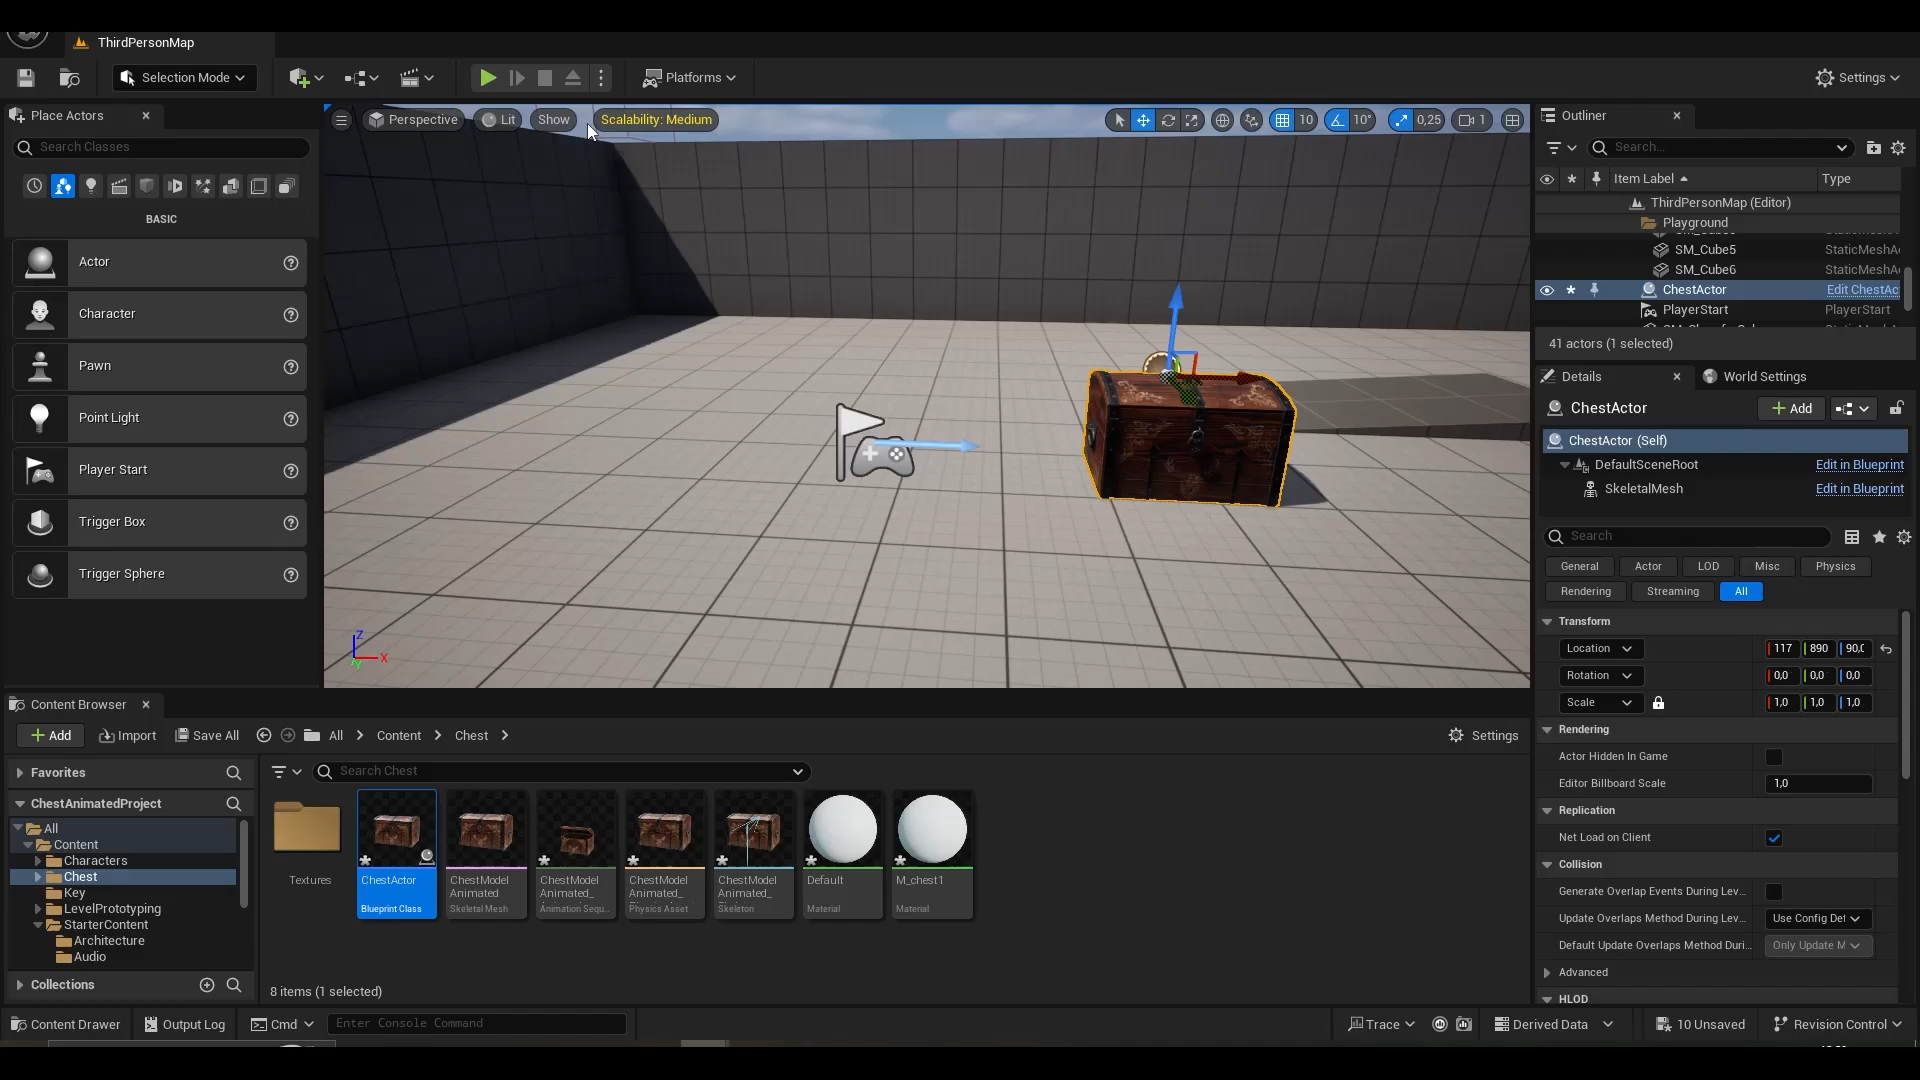 ThirdPersonMap
Selection Mode
Platforms
Settings
Place Actors
Search Classes
BASIC
Actor
Character
Pawn
Point Light
Player Start
Trigger Box
Trigger Sphere
Perspective
Lit
Show
Scalability: Medium
10
10°
0,25
1
Z
X
Y
Outliner
Search...
Item Label
Type
ThirdPersonMap (Editor)
Playground
SM_Cube5 StaticMeshA
SM_Cube6 StaticMeshA
ChestActor Edit ChestAc
PlayerStart PlayerStart
41 actors (1 selected)
Details
World Settings
ChestActor
Add
ChestActor (Self)
DefaultSceneRoot Edit in Blueprint
SkeletalMesh Edit in Blueprint
Search
General
Actor
LOD
Misc
Physics
Rendering
Streaming
All
Transform
Location 117 890 90,0
Rotation 0,0 0,0 0,0
Scale 1,0 1,0 1,0
Rendering
Actor Hidden In Game
Editor Billboard Scale 1,0
Replication
Net Load on Client
Collision
Generate Overlap Events During Lev...
Update Overlaps Method During Lev... Use Config Def
Default Update Overlaps Method Duri... Only Update M
Advanced
HLOD
Content Browser
Add
Import
Save All
All
Content
Chest
Settings
Favorites
ChestAnimatedProject
All
Content
Characters
Chest
Key
LevelPrototyping
StarterContent
Architecture
Audio
Collections
Search Chest
Textures
ChestActor
Blueprint Class
ChestModel
Animated
Skeletal Mesh
ChestModel
Animated_
Animation Sequ...
ChestModel
Animated_
Physics Asset
ChestModel
Animated_
Skeleton
Default
Material
M_chest1
Material
8 items (1 selected)
Content Drawer
Output Log
Cmd
Enter Console Command
Trace
Derived Data
10 Unsaved
Revision Control